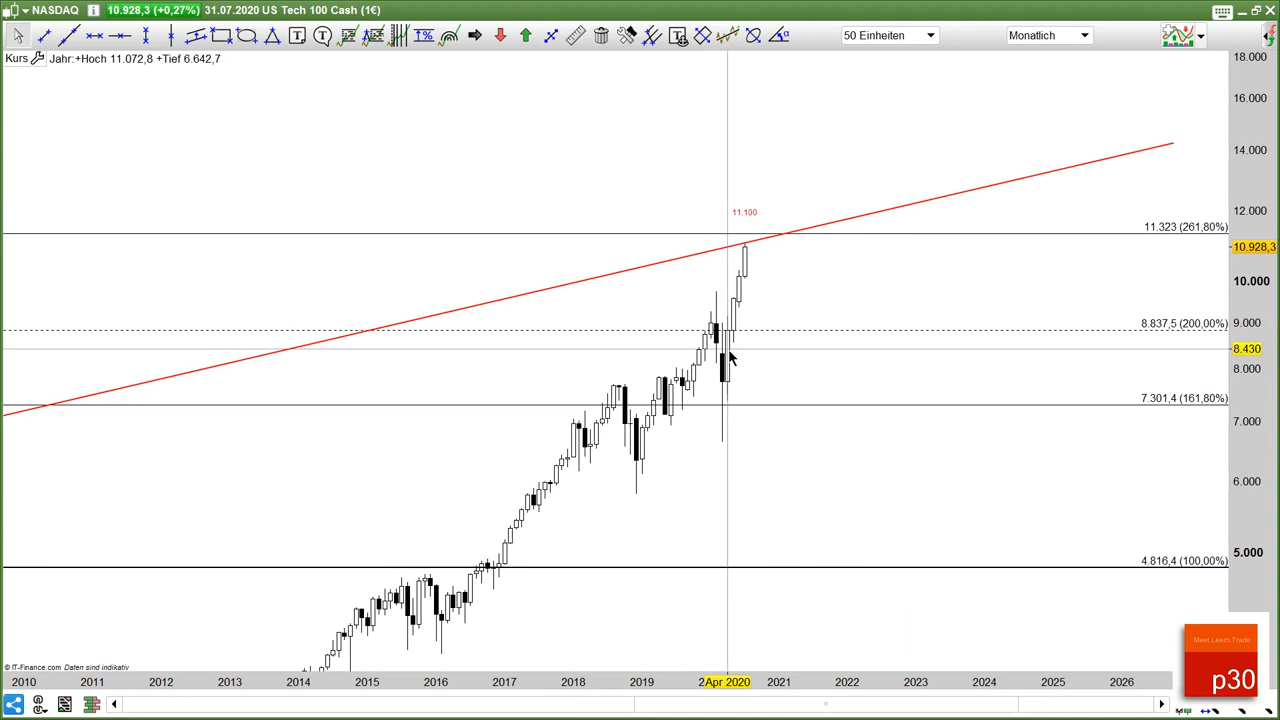 NASDAQ 10.928,3 (+0,27%) 31.07.2020 US Tech 100 Cash (1€)
50 Einheiten Monatlich
Kurs Jahr:+Hoch 11.072,8 +Tief 6.642,7
18.000
16.000
14.000
12.000
11.100
11.323 (261,80%)
10.928,3
10.000
8.837,5 (200,00%)
9.000
8.430
8.000
7.301,4 (161,80%)
7.000
6.000
5.000
4.816,4 (100,00%)
Meet.Learn.Trade
p30
© IT-Finance.com Daten sind indikativ
2010 2011 2012 2013 2014 2015 2016 2017 2018 2019 2 Apr 2020 2021 2022 2023 2024 2025 2026